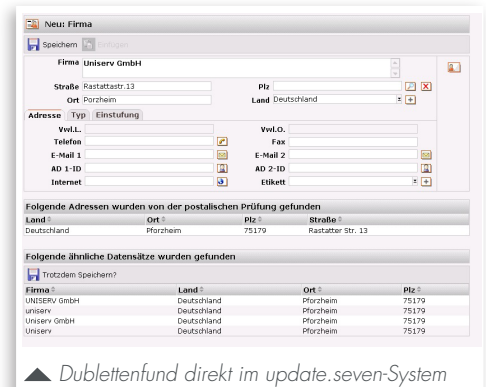 Neu: Firma
Speichern Einfügen
Firma Uniserv GmbH
Straße Rastattastr.13 Plz
Ort Porzheim Land Deutschland
Adresse Typ Einstufung
Vwl.L. Vwl.O.
Telefon Fax
E-Mail 1 E-Mail 2
AD 1-ID AD 2-ID
Internet Etikett
Folgende Adressen wurden von der postalischen Prüfung gefunden
Land Ort Plz Straße
Deutschland Pforzheim 75179 Rastatter Str. 13
Folgende ähnliche Datensätze wurden gefunden
Trotzdem Speichern?
Firma Land Ort Plz
UNISERV GmbH Deutschland Pforzheim 75179
uniserv Deutschland Pforzheim 75179
Uniserv GmbH Deutschland Pforzheim 75179
Uniserv Deutschland Pforzheim 75179
Dublettenfund direkt im update.seven-System